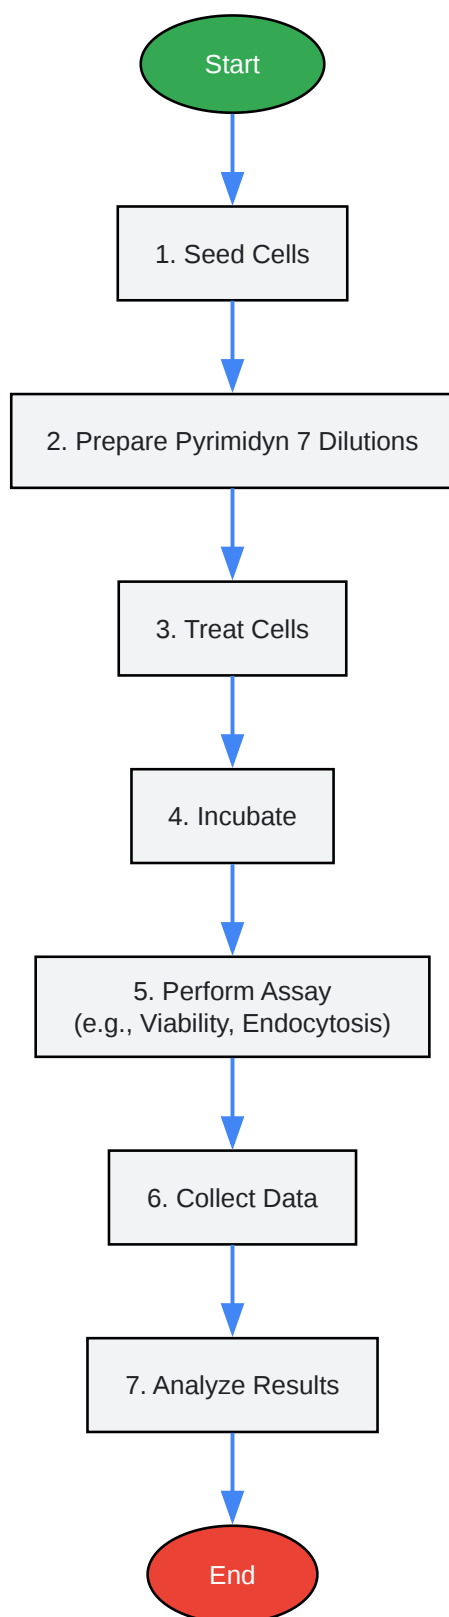 Start
1. Seed Cells
2. Prepare Pyrimidyn 7 Dilutions
3. Treat Cells
4. Incubate
5. Perform Assay
(e.g., Viability, Endocytosis)
6. Collect Data
7. Analyze Results
End